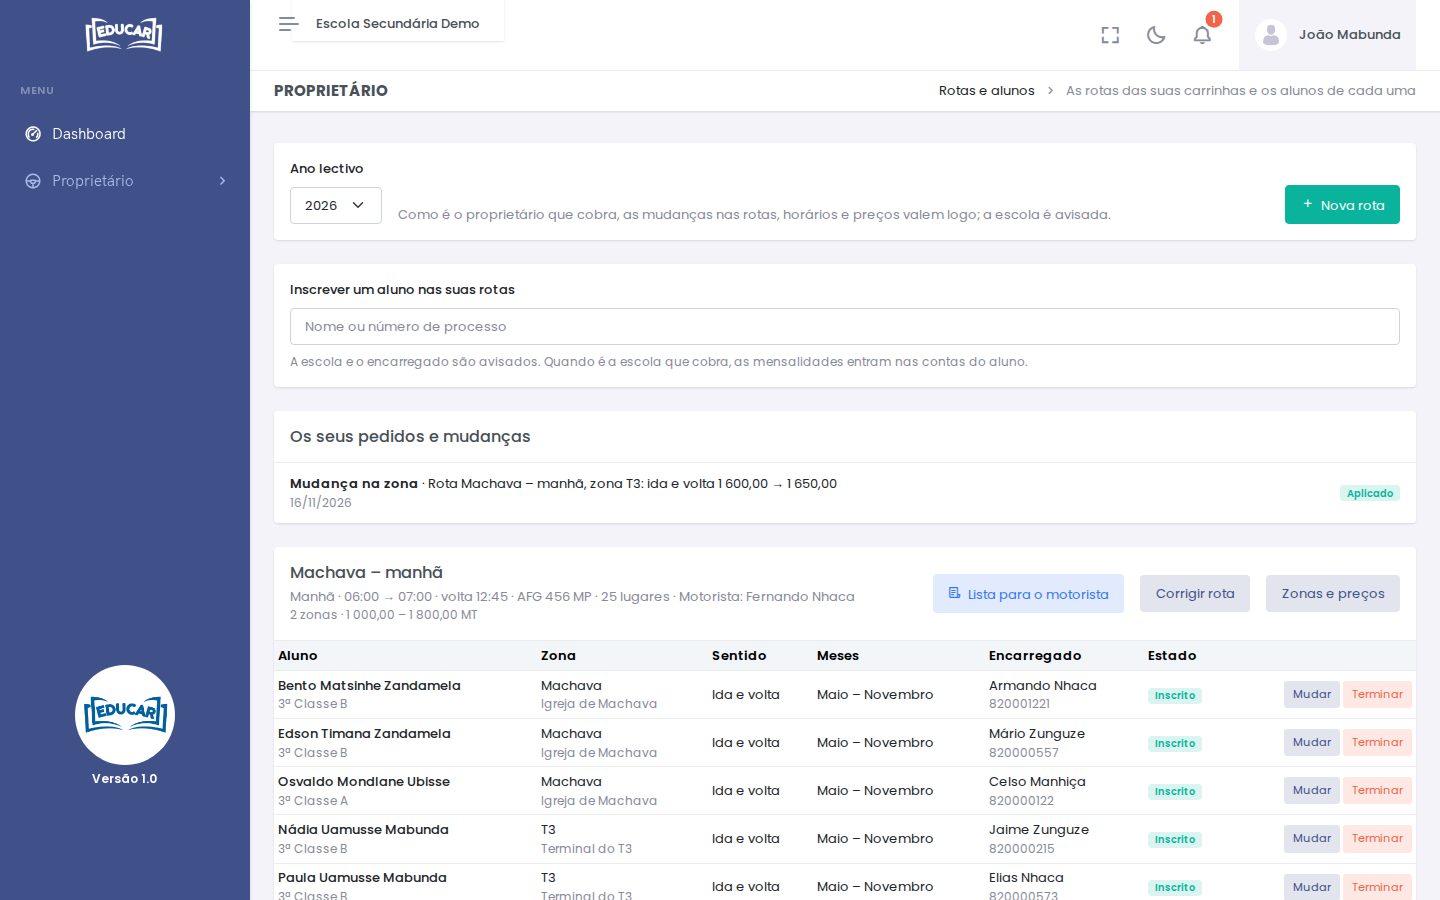 EDUCAR
Escola Secundária Demo
1
João Mabunda
MENU
Dashboard
Proprietário
EDUCAR
Versão 1.0
PROPRIETÁRIO
Rotas e alunos > As rotas das suas carrinhas e os alunos de cada uma
Ano lectivo
2026
Como é o proprietário que cobra, as mudanças nas rotas, horários e preços valem logo; a escola é avisada.
+ Nova rota
Inscrever um aluno nas suas rotas
Nome ou número de processo
A escola e o encarregado são avisados. Quando é a escola que cobra, as mensalidades entram nas contas do aluno.
Os seus pedidos e mudanças
Mudança na zona · Rota Machava – manhã, zona T3: ida e volta 1 600,00 → 1 650,00
16/11/2026
Aplicado
Machava – manhã
Manhã · 06:00 → 07:00 · volta 12:45 · AFG 456 MP · 25 lugares · Motorista: Fernando Nhaca
2 zonas · 1 000,00 – 1 800,00 MT
Lista para o motorista
Corrigir rota
Zonas e preços
Aluno Zona Sentido Meses Encarregado Estado
Bento Matsinhe Zandamela Machava Ida e volta Maio – Novembro Armando Nhaca Inscrito Mudar Terminar
3ª Classe B Igreja de Machava 820001221
Edson Timana Zandamela Machava Ida e volta Maio – Novembro Mário Zunguze Inscrito Mudar Terminar
3ª Classe B Igreja de Machava 820000557
Osvaldo Mondlane Ubisse Machava Ida e volta Maio – Novembro Celso Manhiça Inscrito Mudar Terminar
3ª Classe A Igreja de Machava 820000122
Nádia Uamusse Mabunda T3 Ida e volta Maio – Novembro Jaime Zunguze Inscrito Mudar Terminar
3ª Classe B Terminal do T3 820000215
Paula Uamusse Mabunda T3 Ida e volta Maio – Novembro Elias Nhaca Inscrito Mudar Terminar
3ª Classe B Terminal do T3 820000573